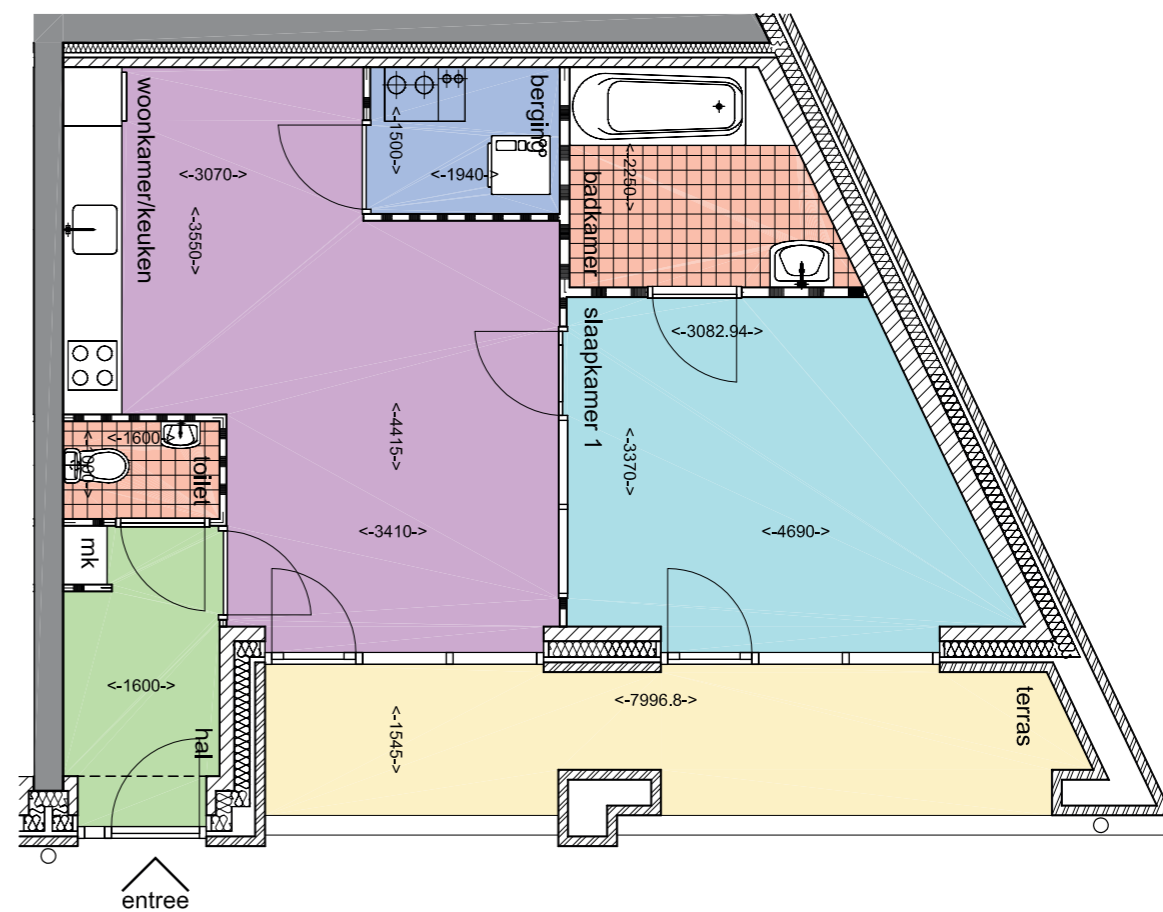 woonkamer/keuken
<-3070->
<-3550->
<-1500->
berging
<-1940->
badkamer
<-2250->
slaapkamer 1
<-3082.94->
<-3370->
<-4690->
<-4415->
<-3410->
<-1600->
toilet
mk
<-1600->
hal
<-7996.8->
<-1545->
terras
entree